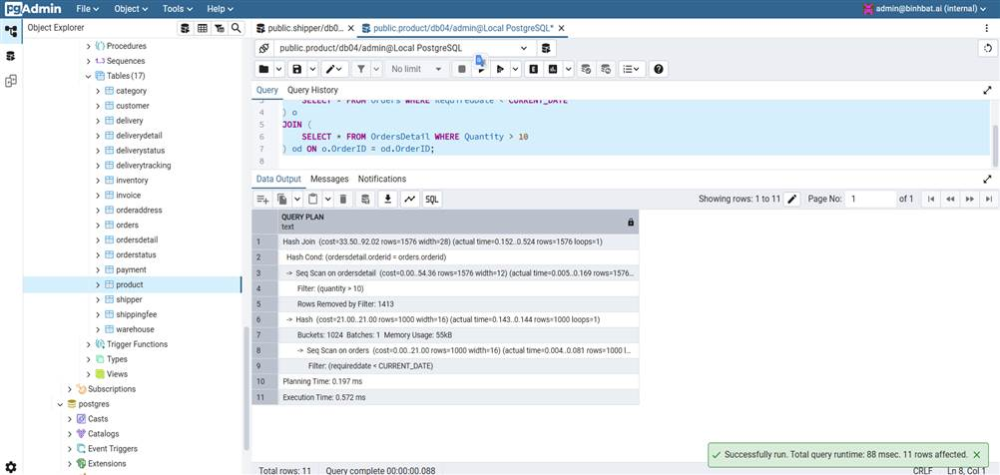 pgAdmin File Object Tools Help admin@binhbat.ai (internal)
Object Explorer
public.shipper/db0... public.product/db04/admin@Local PostgreSQL*
public.product/db04/admin@Local PostgreSQL
No limit
Query Query History
Procedures
Sequences
Tables (17)
category
customer
delivery
deliverydetail
deliverystatus
deliverytracking
inventory
invoice
orderaddress
orders
ordersdetail
orderstatus
payment
product
shipper
shippingfee
warehouse
Trigger Functions
Types
Views
Subscriptions
postgres
Casts
Catalogs
Event Triggers
Extensions
3 SELECT * FROM Orders WHERE RequiredDate < CURRENT_DATE
4 ) o
5 JOIN (
6 SELECT * FROM OrdersDetail WHERE Quantity > 10
7 ) od ON o.OrderID = od.OrderID;
8
Data Output Messages Notifications
SQL Showing rows: 1 to 11 Page No: 1 of 1
QUERY PLAN
text
1 Hash Join (cost=33.50..92.02 rows=1576 width=28) (actual time=0.152..0.524 rows=1576 loops=1)
2 Hash Cond: (ordersdetail.orderid = orders.orderid)
3 -> Seq Scan on ordersdetail (cost=0.00..54.36 rows=1576 width=12) (actual time=0.005..0.169 rows=1576...
4 Filter: (quantity > 10)
5 Rows Removed by Filter: 1413
6 -> Hash (cost=21.00..21.00 rows=1000 width=16) (actual time=0.143..0.144 rows=1000 loops=1)
7 Buckets: 1024 Batches: 1 Memory Usage: 55kB
8 -> Seq Scan on orders (cost=0.00..21.00 rows=1000 width=16) (actual time=0.004..0.081 rows=1000 l...
9 Filter: (requireddate < CURRENT_DATE)
10 Planning Time: 0.197 ms
11 Execution Time: 0.572 ms
Successfully run. Total query runtime: 88 msec. 11 rows affected.
Total rows: 11 Query complete 00:00:00.088 CRLF Ln 8, Col 1